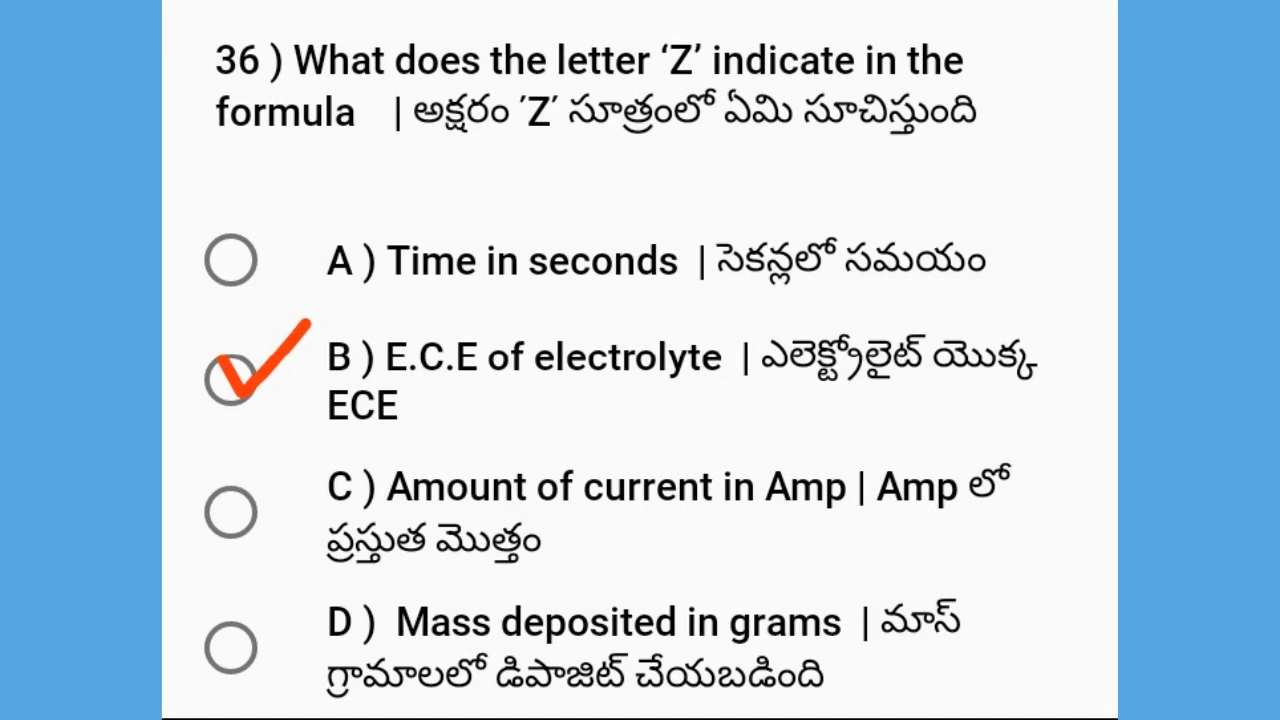 36 ) What does the letter ‘Z’ indicate in the
formula | అక్షరం ’Z’ సూత్రంలో ఏమి సూచిస్తుంది
A ) Time in seconds | సెకన్లలో సమయం
B ) E.C.E of electrolyte | ఎలెక్ట్రోలైట్ యొక్క
ECE
C ) Amount of current in Amp | Amp లో
ప్రస్తుత మొత్తం
D ) Mass deposited in grams | మాస్
గ్రామాలలో డిపాజిట్ చేయబడింది